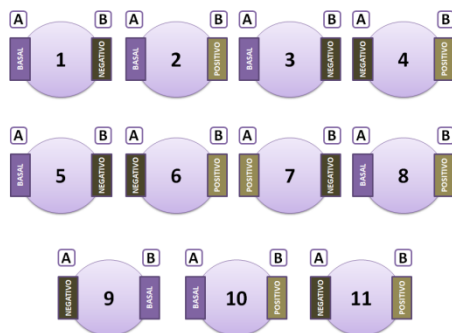 A B A B A B A B
BASAL 1 NEGATIVO BASAL 2 POSITIVO BASAL 3 NEGATIVO NEGATIVO 4 POSITIVO
A B A B A B A B
BASAL 5 NEGATIVO NEGATIVO 6 POSITIVO POSITIVO 7 NEGATIVO BASAL 8 POSITIVO
A B A B A B
NEGATIVO 9 BASAL BASAL 10 POSITIVO NEGATIVO 11 POSITIVO